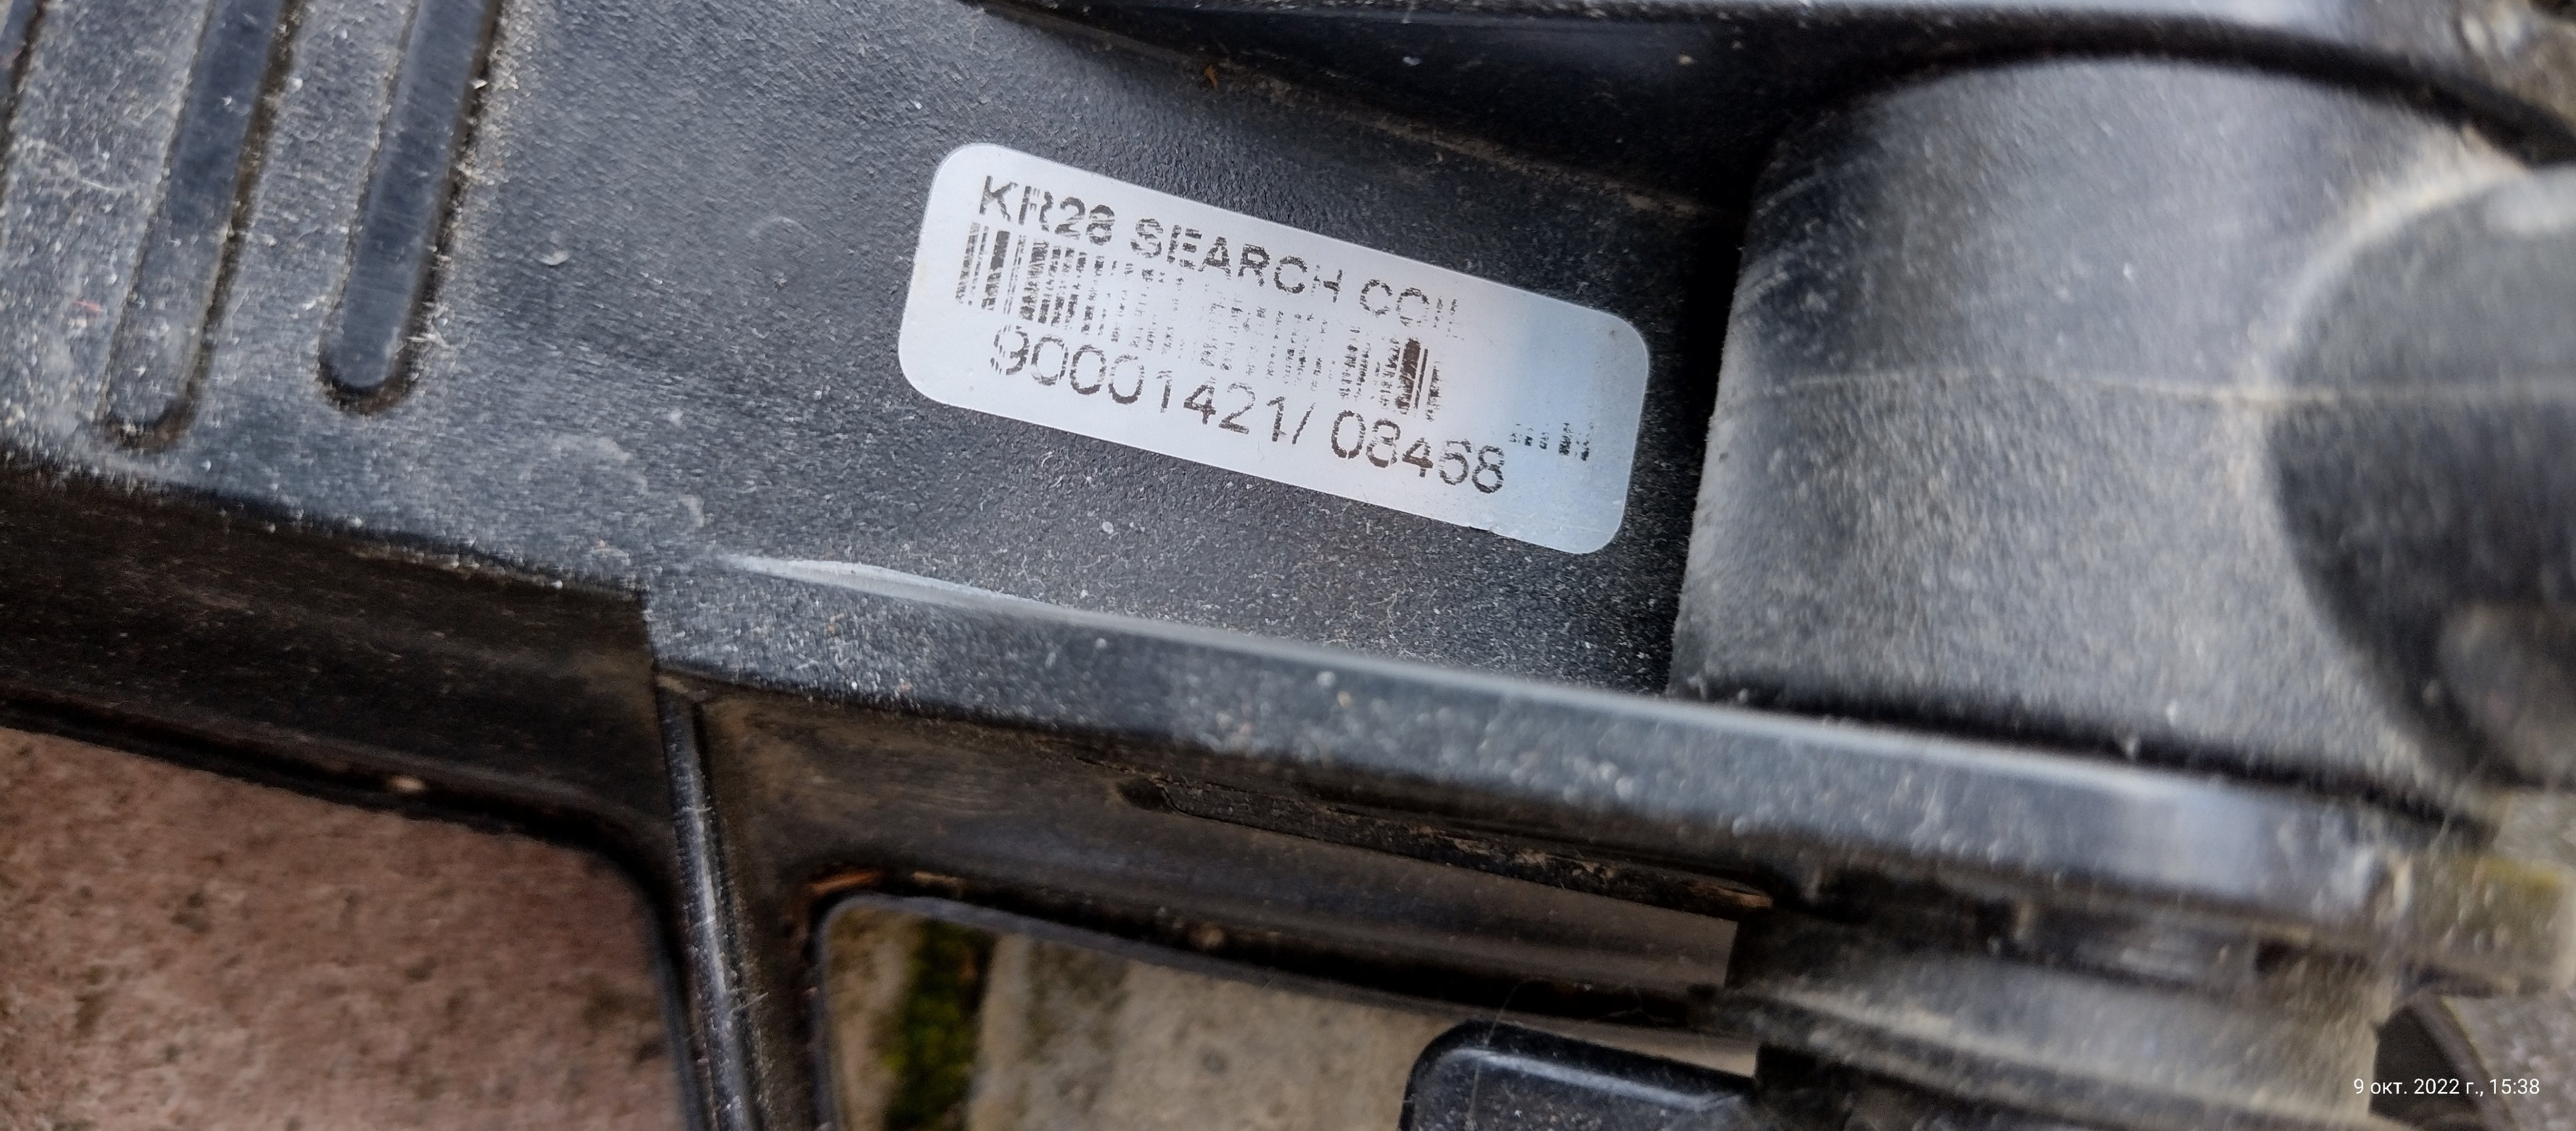 KR28 SEARCH COIL
90001421/ 08468
9 окт. 2022 г., 15:38